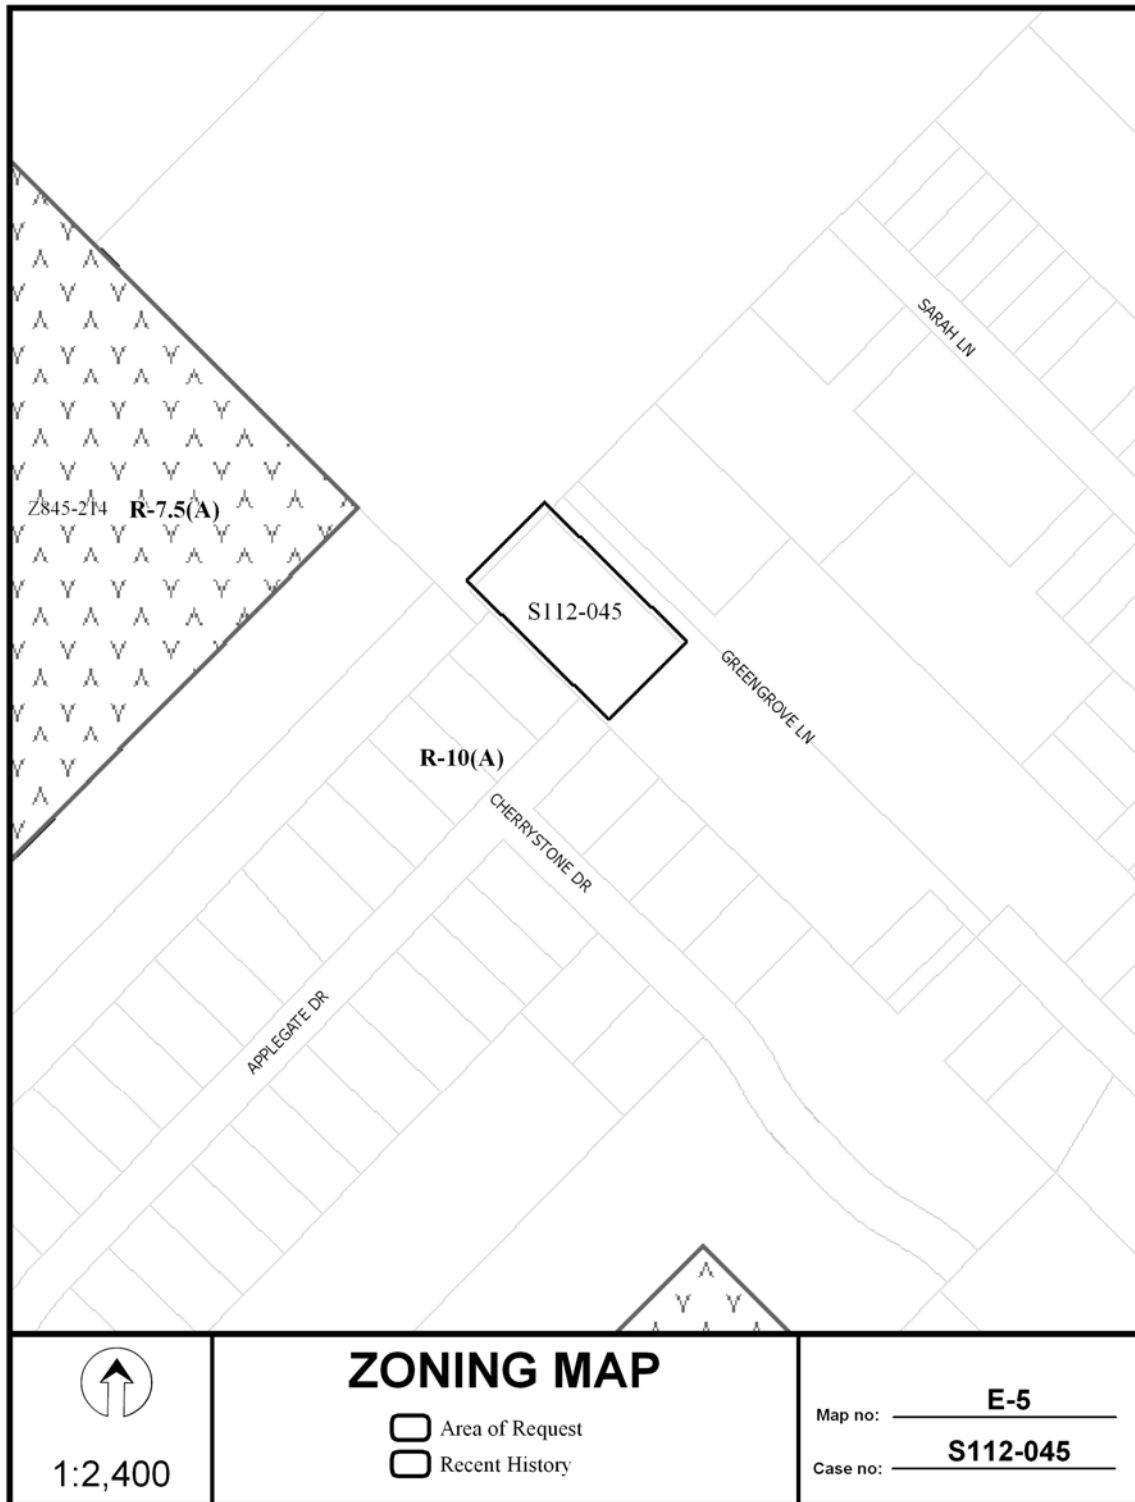 SARAH LN
Z845-214 R-7.5(A)
S112-045
GREENGROVE LN
R-10(A)
CHERRYSTONE DR
APPLEGATE DR
1:2,400
ZONING MAP
Area of Request
Recent History
Map no: E-5
Case no: S112-045